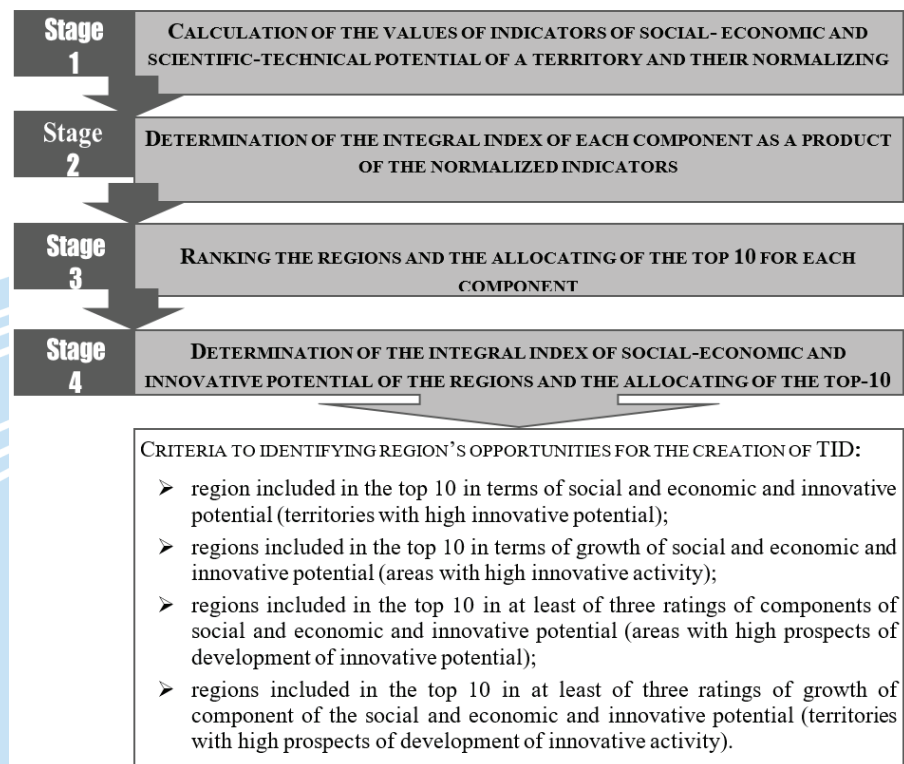 Stage
1
CALCULATION OF THE VALUES OF INDICATORS OF SOCIAL- ECONOMIC AND
SCIENTIFIC-TECHNICAL POTENTIAL OF A TERRITORY AND THEIR NORMALIZING
Stage
2
DETERMINATION OF THE INTEGRAL INDEX OF EACH COMPONENT AS A PRODUCT
OF THE NORMALIZED INDICATORS
Stage
3
RANKING THE REGIONS AND THE ALLOCATING OF THE TOP 10 FOR EACH
COMPONENT
Stage
4
DETERMINATION OF THE INTEGRAL INDEX OF SOCIAL-ECONOMIC AND
INNOVATIVE POTENTIAL OF THE REGIONS AND THE ALLOCATING OF THE TOP-10
CRITERIA TO IDENTIFYING REGION'S OPPORTUNITIES FOR THE CREATION OF TID:
➢ region included in the top 10 in terms of social and economic and innovative
potential (territories with high innovative potential);
➢ regions included in the top 10 in terms of growth of social and economic and
innovative potential (areas with high innovative activity);
➢ regions included in the top 10 in at least of three ratings of components of
social and economic and innovative potential (areas with high prospects of
development of innovative potential);
➢ regions included in the top 10 in at least of three ratings of growth of
component of the social and economic and innovative potential (territories
with high prospects of development of innovative activity).